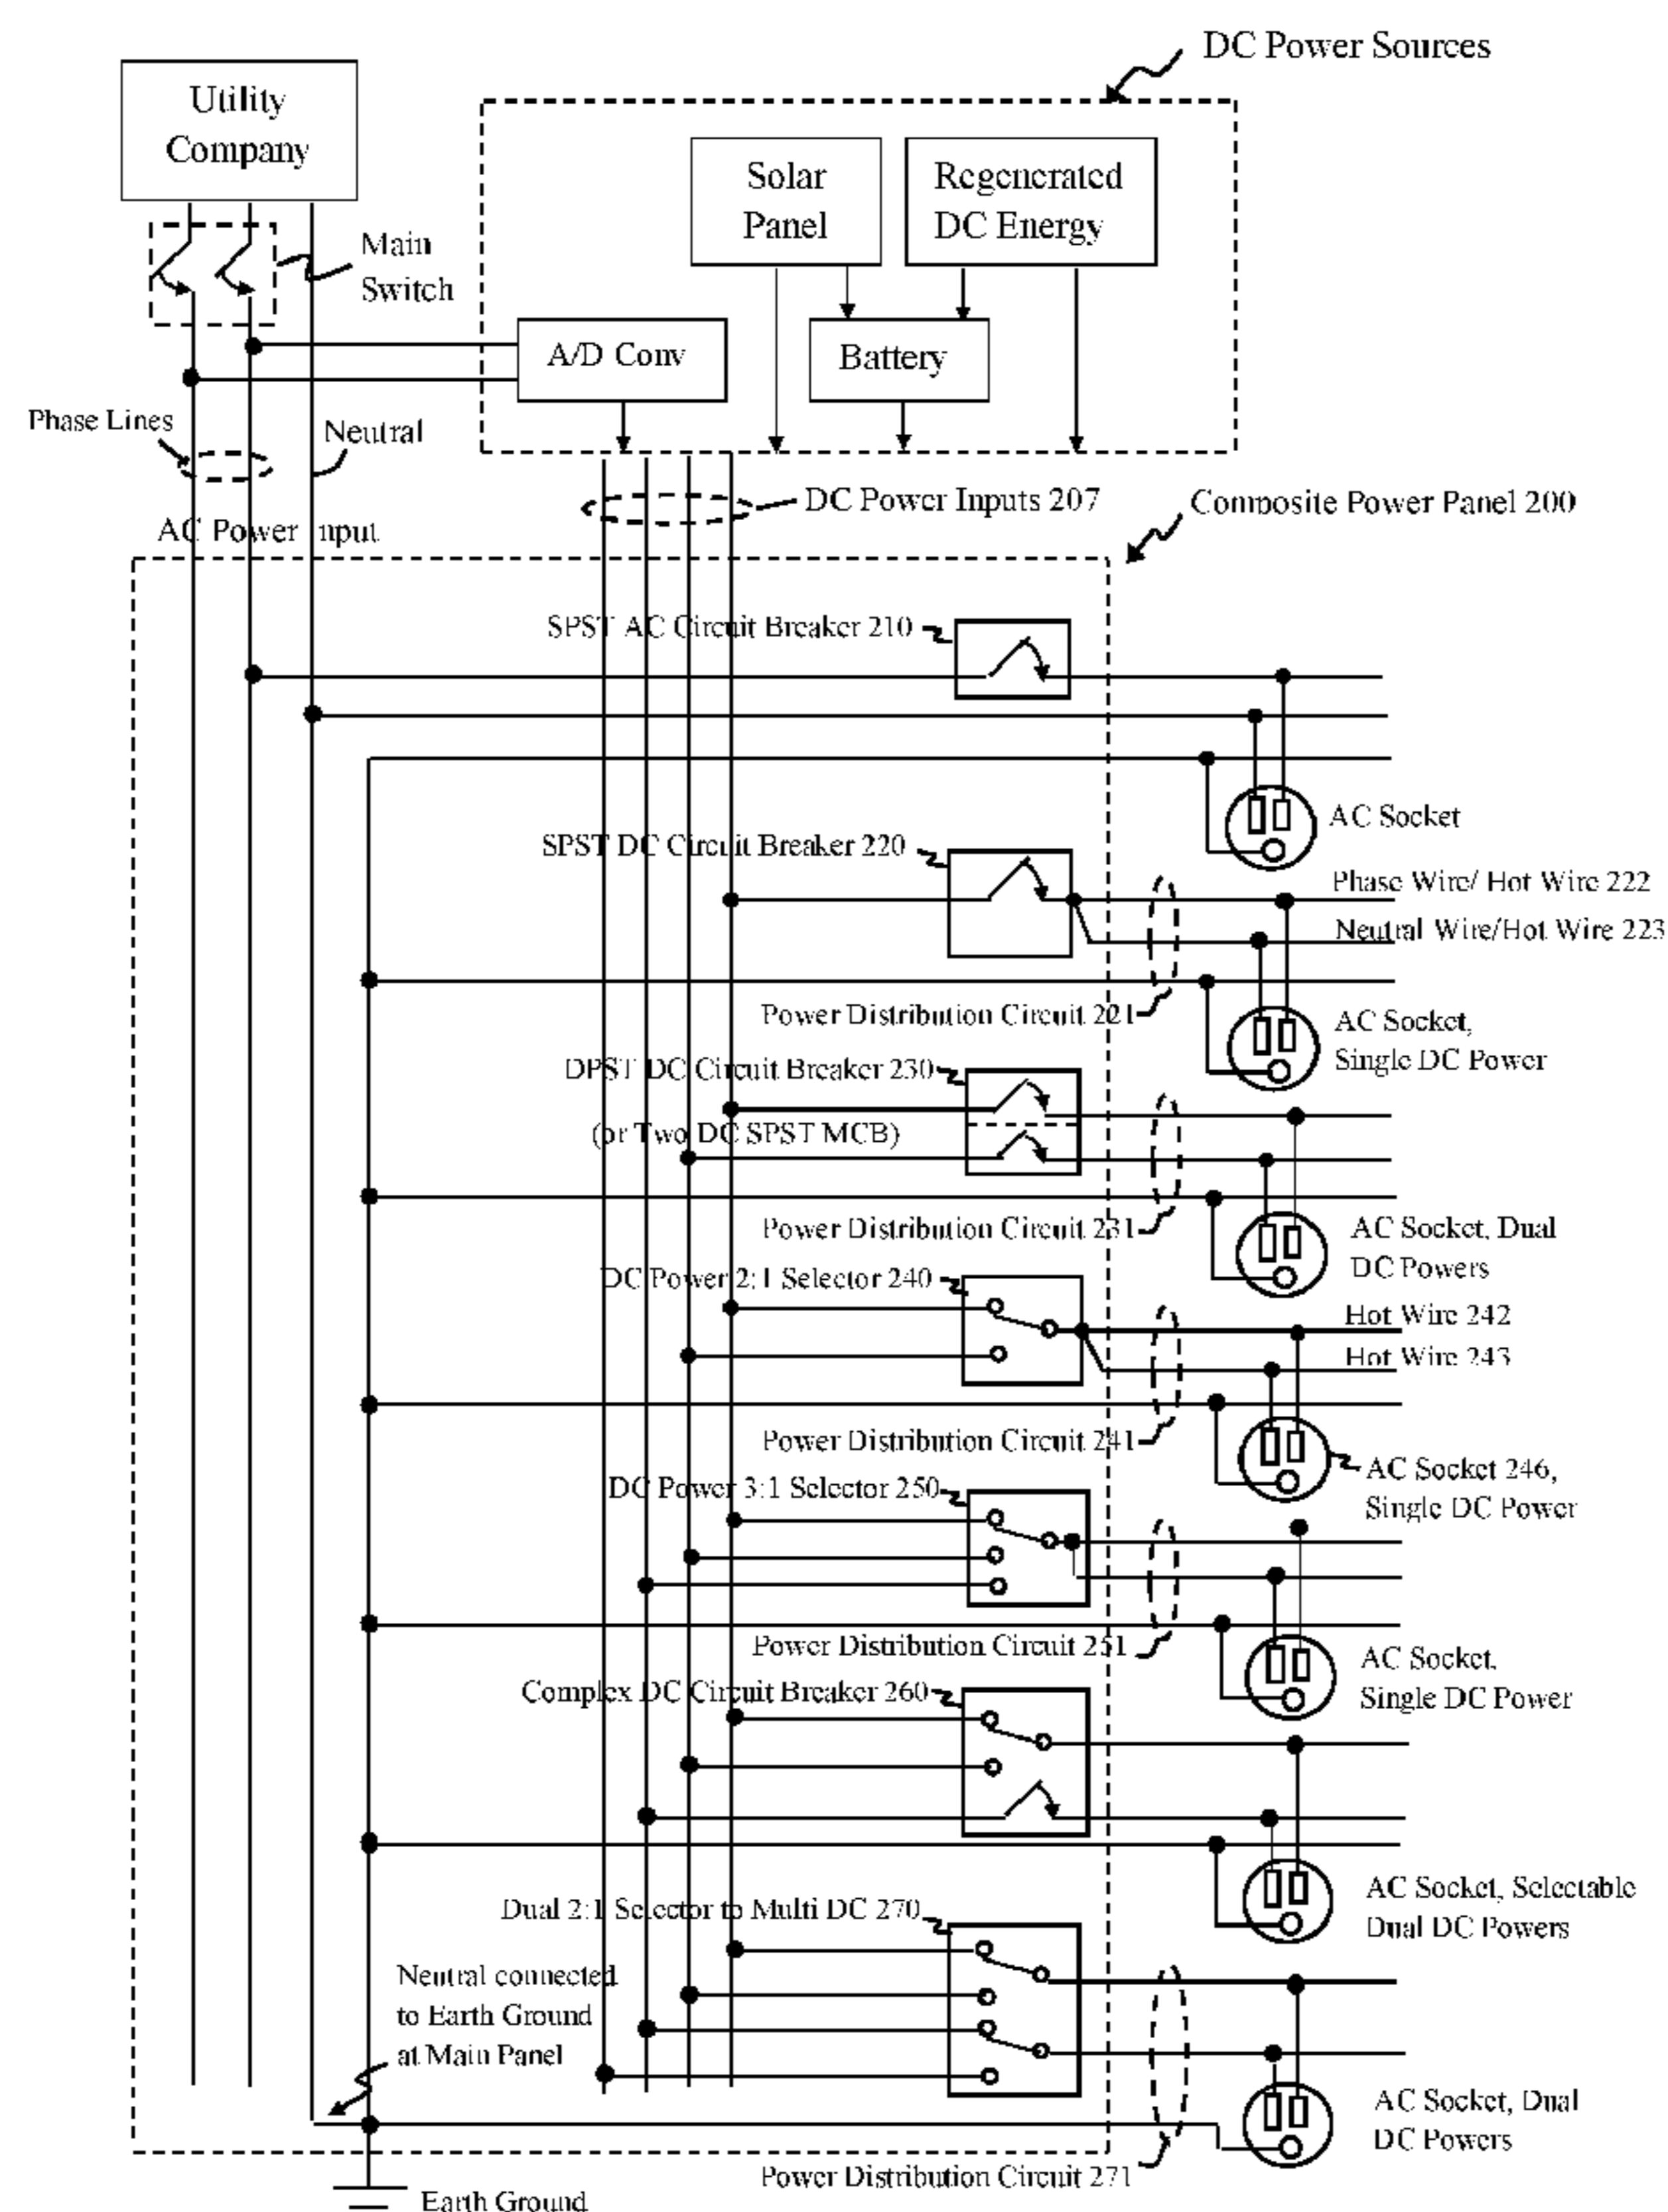 DC Power Sources
Utility
Company
Solar
Panel
Regenerated
DC Energy
Main
Switch
A/D Conv
Battery
Phase Lines
Neutral
DC Power Inputs 207
Composite Power Panel 200
AC Power Input
SPST AC Circuit Breaker 210
AC Socket
SPST DC Circuit Breaker 220
Phase Wire/ Hot Wire 222
Neutral Wire/Hot Wire 223
Power Distribution Circuit 221
AC Socket,
Single DC Power
DPST DC Circuit Breaker 230
(or Two DC SPST MCB)
Power Distribution Circuit 231
AC Socket, Dual
DC Powers
DC Power 2:1 Selector 240
Hot Wire 242
Hot Wire 243
Power Distribution Circuit 241
AC Socket 246,
Single DC Power
DC Power 3:1 Selector 250
Power Distribution Circuit 251
AC Socket,
Single DC Power
Complex DC Circuit Breaker 260
AC Socket, Selectable
Dual DC Powers
Dual 2:1 Selector to Multi DC 270
Neutral connected
to Earth Ground
at Main Panel
AC Socket, Dual
DC Powers
Power Distribution Circuit 271
Earth Ground